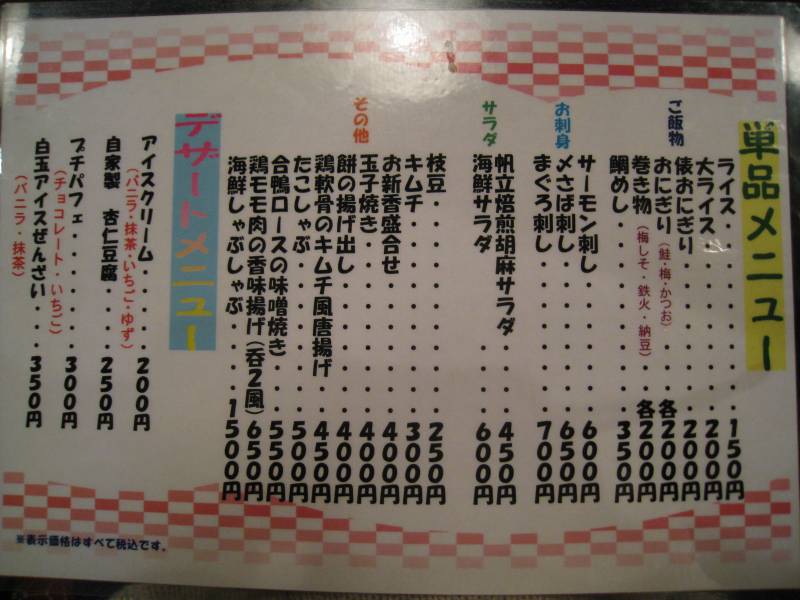 単品メニュー
ご飯物
ライス・・・・・・・・150円
大ライス・・・・・・・200円
俵おにぎり・・・・・・200円
おにぎり(鮭・梅・かつお)・・・各200円
巻き物(梅しそ・鉄火・納豆)・各200円
鯛めし・・・・・・・・350円
お刺身
サーモン刺し・・・・・600円
〆さば刺し・・・・・・650円
まぐろ刺し・・・・・・700円
サラダ
帆立焙煎胡麻サラダ・・・450円
海鮮サラダ・・・・・・600円
その他
枝豆・・・・・・・・・250円
キムチ・・・・・・・・300円
お新香盛合せ・・・・・400円
玉子焼き・・・・・・・400円
餅の揚げ出し・・・・・400円
鶏軟骨のキムチ風唐揚げ・450円
たこしゃぶ・・・・・・500円
合鴨ロースの味噌焼き・・550円
鶏モモ肉の香味揚げ(呑2風)650円
海鮮しゃぶしゃぶ・・・・1500円
デザートメニュー
アイスクリーム・・・・・200円
(バニラ・抹茶・いちご・ゆず)
自家製 杏仁豆腐・・・・250円
プチパフェ・・・・・・300円
(チョコレート・いちご)
白玉アイスぜんざい・・・350円
(バニラ・抹茶)
※表示価格はすべて税込です。